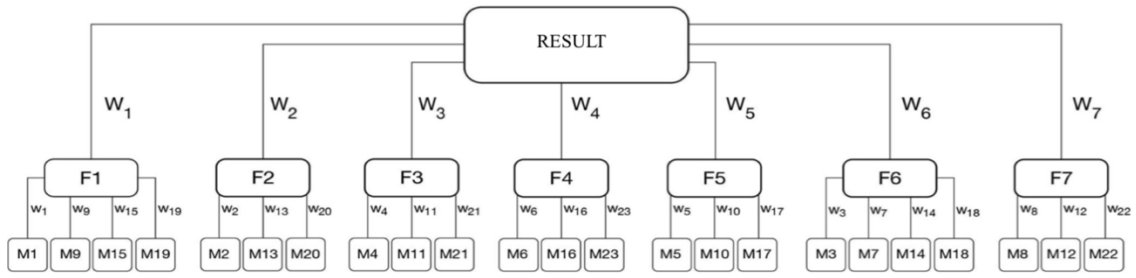 RESULT
W₁ W₂ W₃ W₄ W₅ W₆ W₇
F1 F2 F3 F4 F5 F6 F7
w₁ w₉ w₁₅ w₁₉ w₂ w₁₃ w₂₀ w₄ w₁₁ w₂₁ w₆ w₁₆ w₂₃ w₅ w₁₀ w₁₇ w₃ w₇ w₁₄ w₁₈ w₈ w₁₂ w₂₂
M1 M9 M15 M19 M2 M13 M20 M4 M11 M21 M6 M16 M23 M5 M10 M17 M3 M7 M14 M18 M8 M12 M22